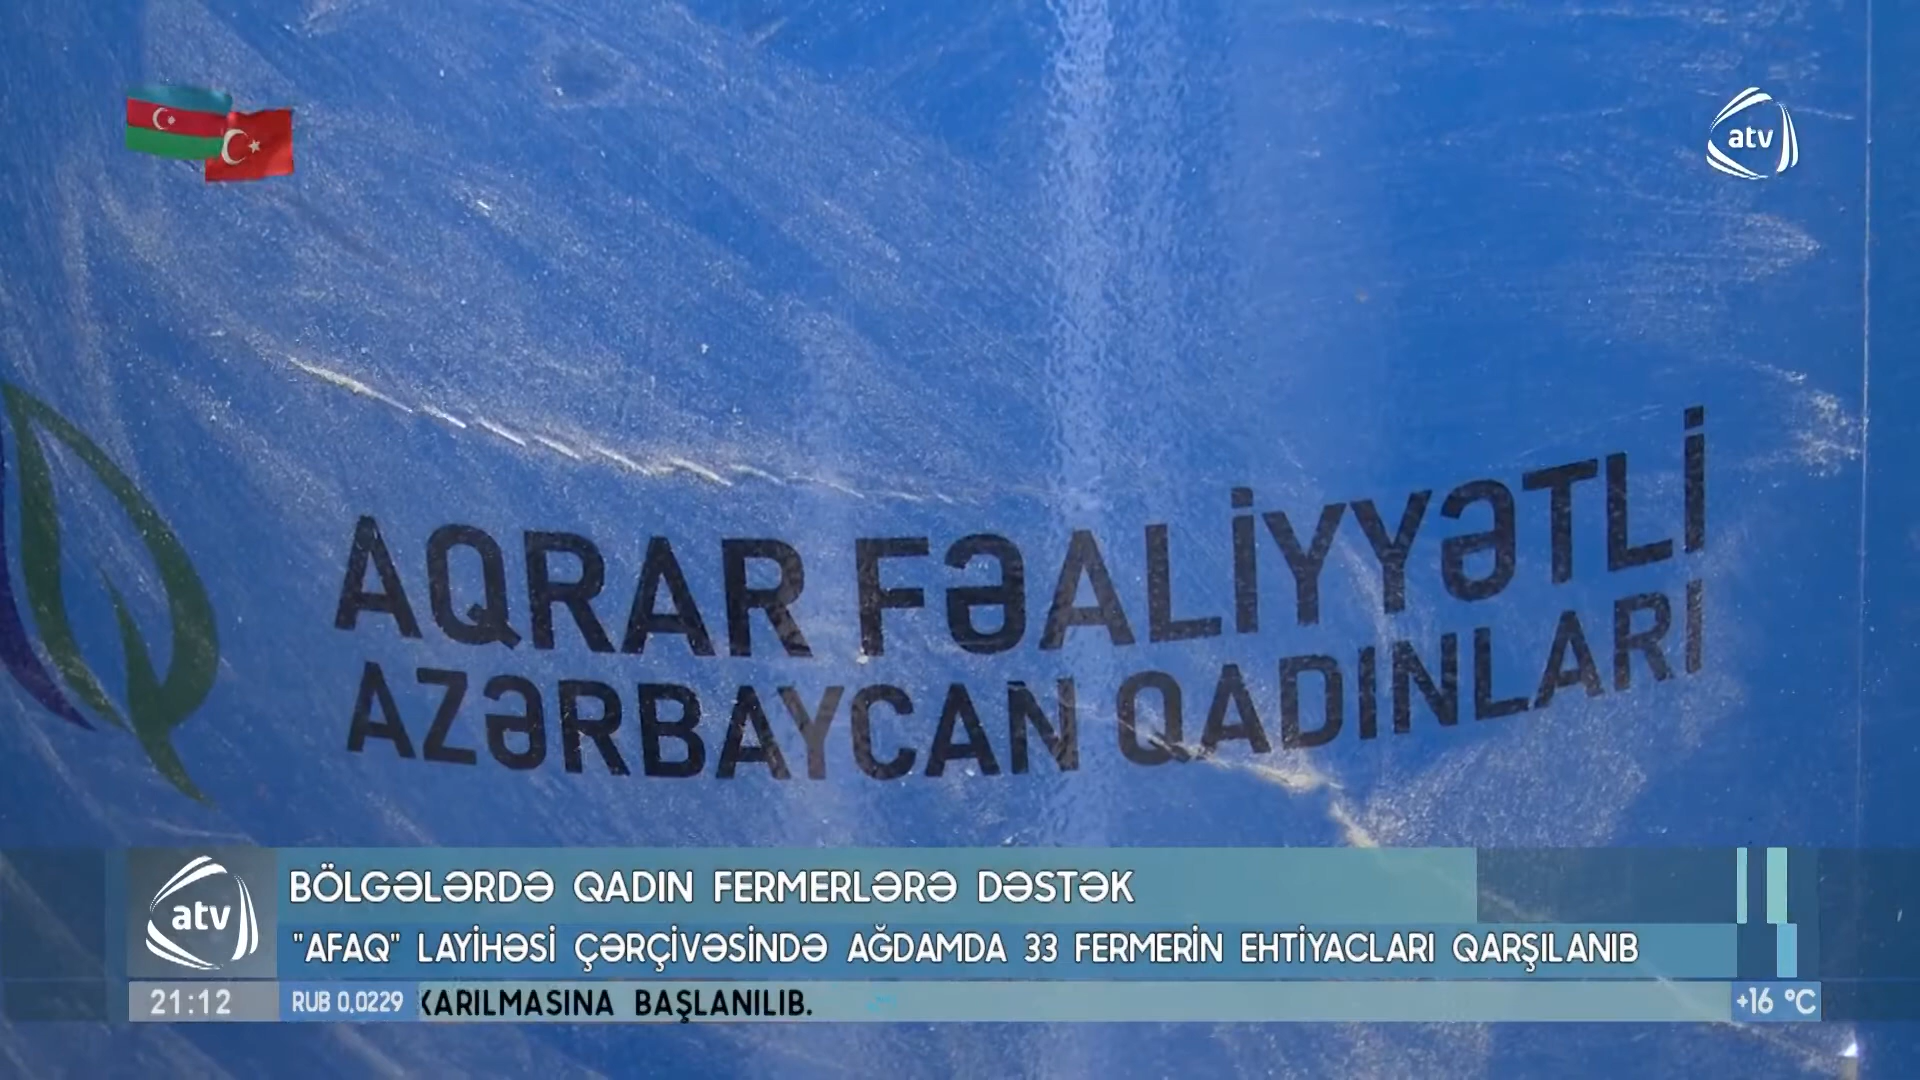 atv
AQRAR FƏALİYYƏTLİ
AZƏRBAYCAN QADINLARI
atv
BÖLGƏLƏRDƏ QADIN FERMERLƏRƏ DƏSTƏK
"AFAQ" LAYİHƏSİ ÇƏRÇİVƏSİNDƏ AĞDAMDA 33 FERMERİN EHTİYACLARI QARŞILANIB
21:12 RUB 0,0229 KARILMASINA BAŞLANILIB. +16 °C